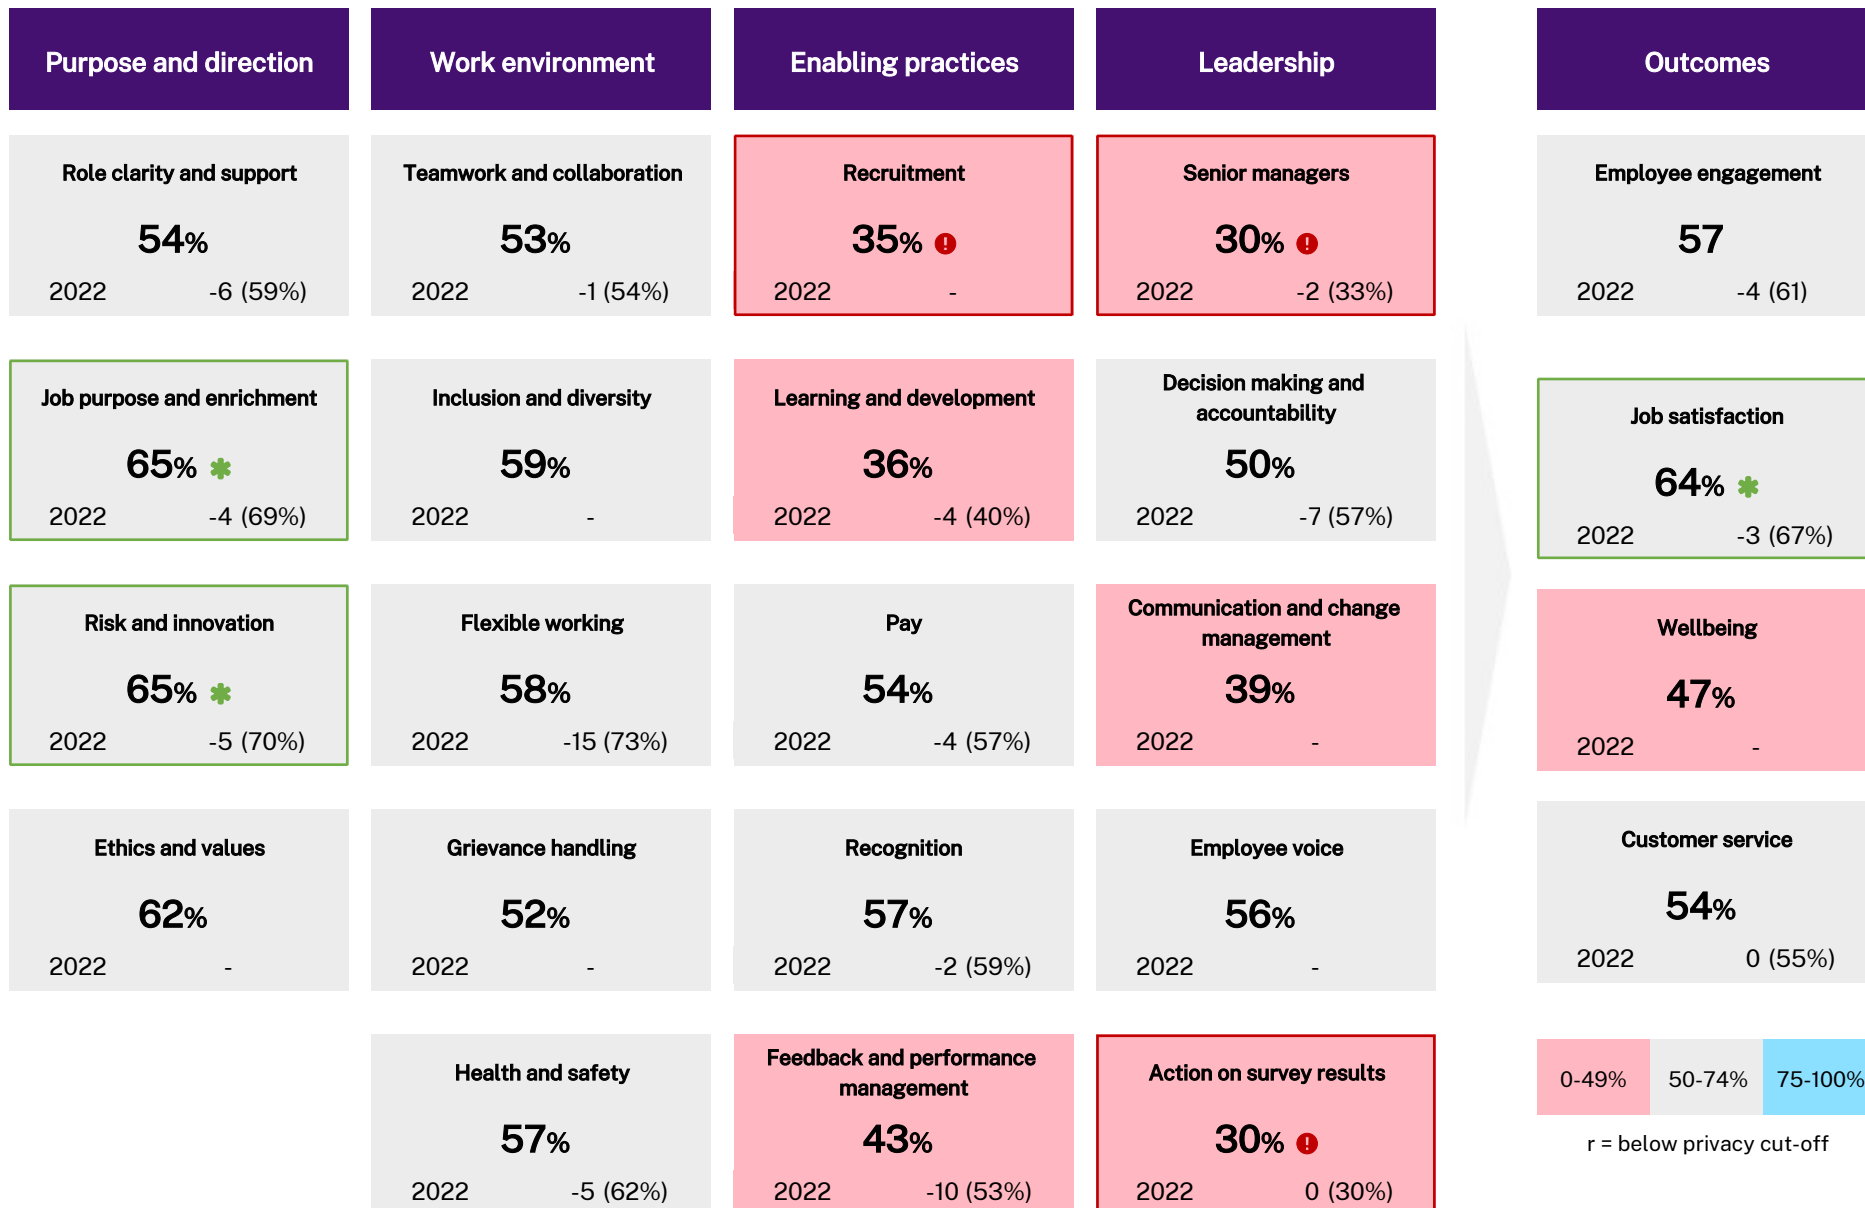 Purpose and direction
Role clarity and support
54%
2022 -6 (59%)
Job purpose and enrichment
65%
2022 -4 (69%)
Risk and innovation
65%
2022 -5 (70%)
Ethics and values
62%
2022 -
Work environment
Teamwork and collaboration
53%
2022 -1 (54%)
Inclusion and diversity
59%
2022 -
Flexible working
58%
2022 -15 (73%)
Grievance handling
52%
2022 -
Health and safety
57%
2022 -5 (62%)
Enabling practices
Recruitment
35%
2022 -
Learning and development
36%
2022 -4 (40%)
Pay
54%
2022 -4 (57%)
Recognition
57%
2022 -2 (59%)
Feedback and performance
management
43%
2022 -10 (53%)
Leadership
Senior managers
30%
2022 -2 (33%)
Decision making and
accountability
50%
2022 -7 (57%)
Communication and change
management
39%
2022 -
Employee voice
56%
2022 -
Action on survey results
30%
2022 0 (30%)
Outcomes
Employee engagement
57
2022 -4 (61)
Job satisfaction
64%
2022 -3 (67%)
Wellbeing
47%
2022 -
Customer service
54%
2022 0 (55%)
0-49% 50-74% 75-100%
r = below privacy cut-off